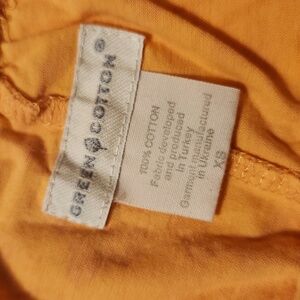 GREEN COTTON®
100% COTTON
Fabric developed
and produced
in Turkey
Garment manufactured
in Ukraine
XS